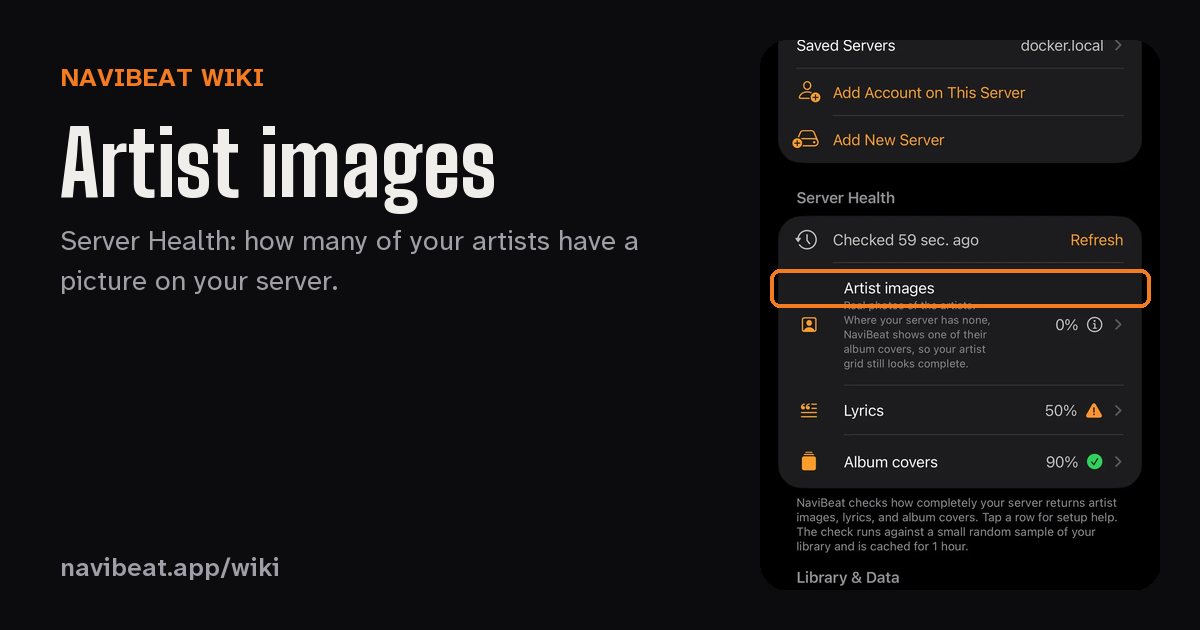 NAVIBEAT WIKI
Artist images
Server Health: how many of your artists have a
picture on your server.
navibeat.app/wiki
Saved Servers docker.local
Add Account on This Server
Add New Server
Server Health
Checked 59 sec. ago Refresh
Artist images
Real photos of the artists.
Where your server has none,
NaviBeat shows one of their
album covers, so your artist
grid still looks complete.
0%
Lyrics 50%
Album covers 90%
NaviBeat checks how completely your server returns artist
images, lyrics, and album covers. Tap a row for setup help.
The check runs against a small random sample of your
library and is cached for 1 hour.
Library & Data